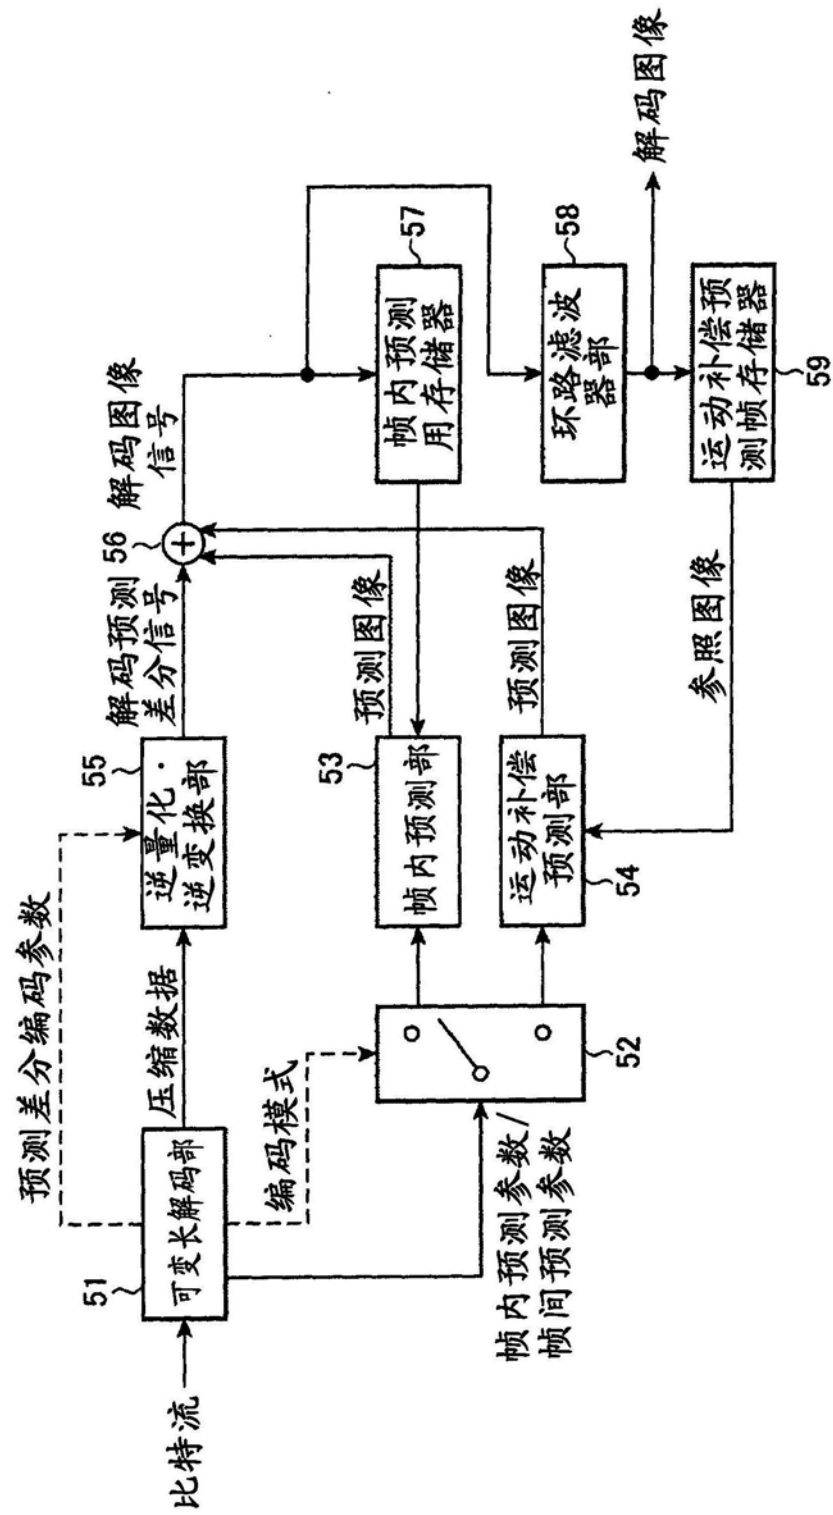 预测差分编码参数
51
可变长解码部
比特流
压缩数据
55
逆量化·
逆变换部
解码预测
差分信号
56
+
解码图像
信号
编码模式
帧内预测参数/
帧间预测参数
52
53
帧内预测部
预测图像
57
帧内预测
用存储器
54
运动补偿
预测部
预测图像
58
环路滤波
器部
解码图像
参照图像
59
运动补偿预
测帧存储器